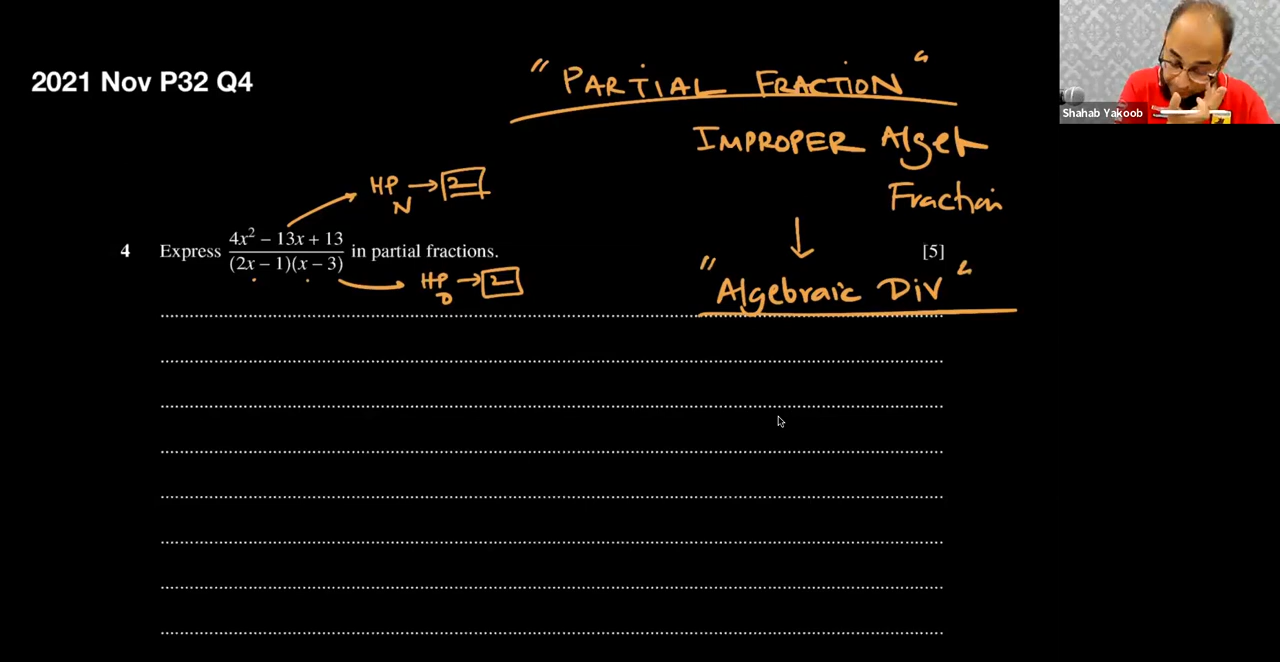 2021 Nov P32 Q4
" PARTIAL FRACTION "
IMPROPER Algeb
Fraction
HP → 2
N
4 Express (4x² − 13x + 13)/((2x − 1)(x − 3)) in partial fractions. [5]
HP → 2
D
" Algebraic Div "
Shahab Yakoob